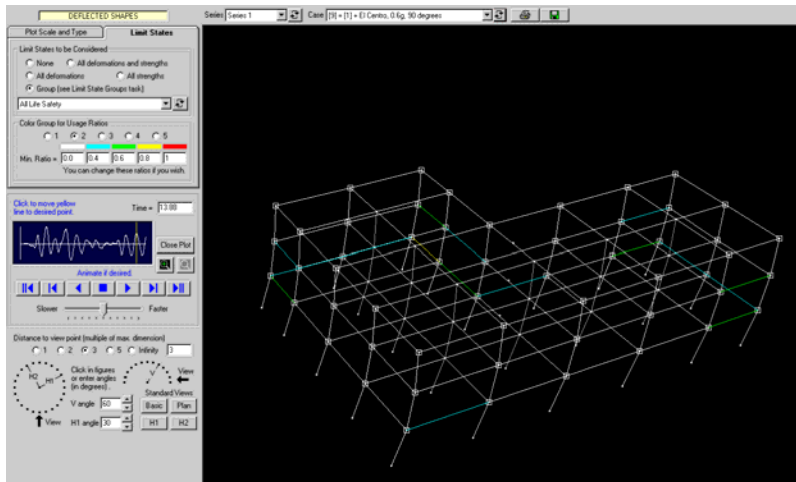 DEFLECTED SHAPES
Series Series 1 Case [9] = [1] + El Centro, 0.6g, 90 degrees
Plot Scale and Type Limit States
Limit States to be Considered
None All deformations and strengths
All deformations All strengths
Group (see Limit State Groups task)
All Life Safety
Color Group for Usage Ratios
1 2 3 4 5
Min. Ratio = 0.0 0.4 0.6 0.8 1
You can change these ratios if you wish.
Click to move yellow
line to desired point. Time = 13.88
Close Plot
Animate if desired.
Slower Faster
Distance to view point (multiple of max. dimension)
1 2 3 5 Infinity 3
H2 H1 Click in figures
or enter angles
(in degrees). V View
Standard Views
V angle 60 Basic Plan
View H1 angle 30 H1 H2